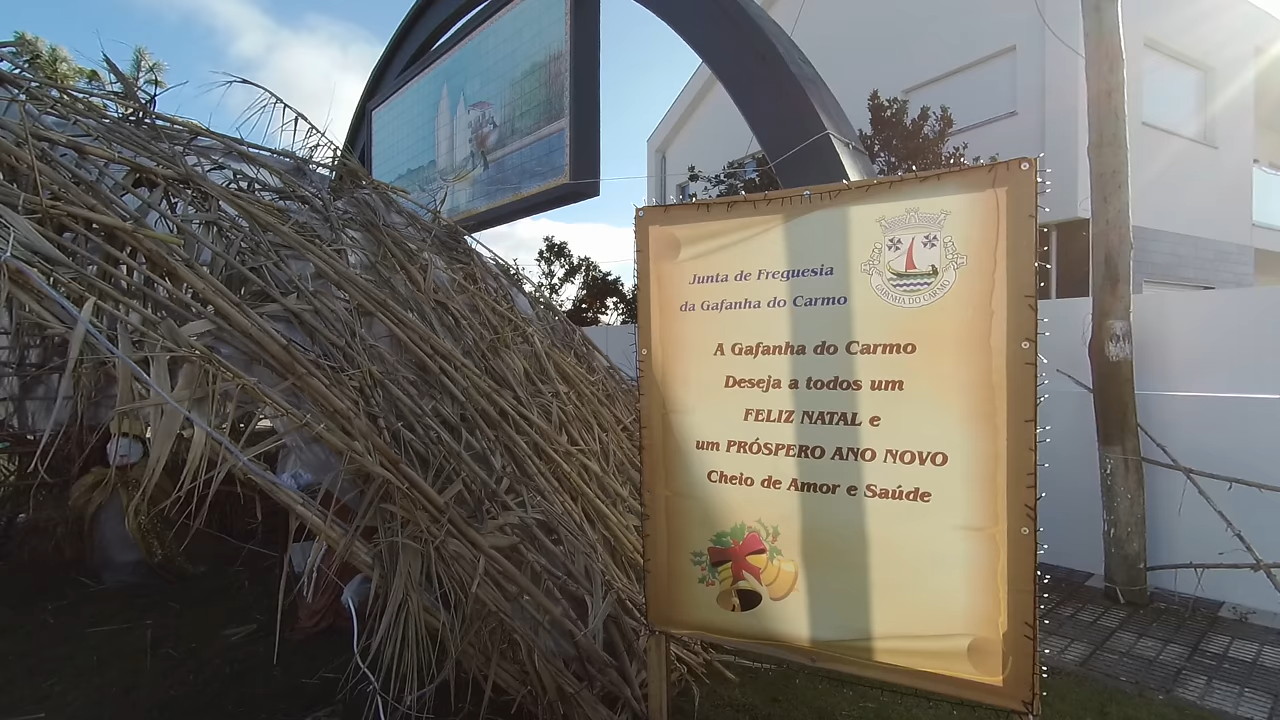 Junta de Freguesia
da Gafanha do Carmo
GAFANHA DO CARMO
A Gafanha do Carmo
Deseja a todos um
FELIZ NATAL e
um PRÓSPERO ANO NOVO
Cheio de Amor e Saúde